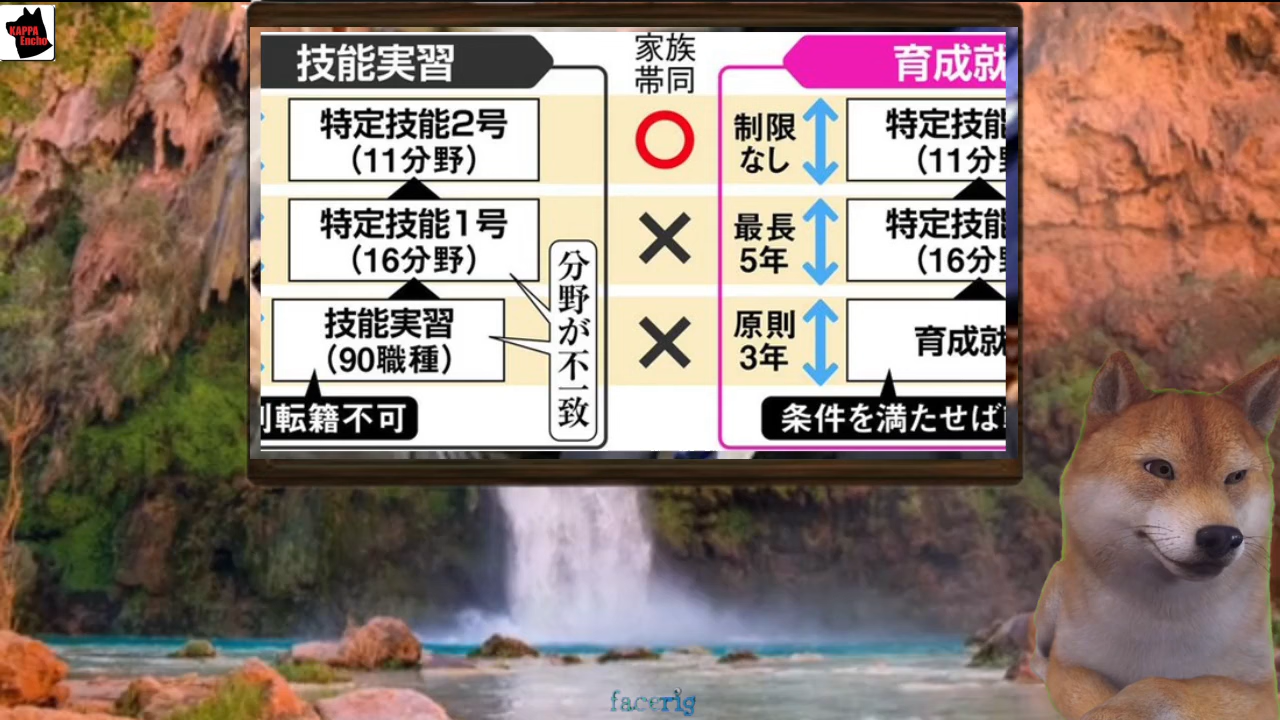 KAPPA
Encho
技能実習
特定技能2号
(11分野)
特定技能1号
(16分野)
技能実習
(90職種)
転籍不可
分野が不一致
家族
帯同
制限
なし
最長
5年
原則
3年
育成就
特定技能
(11分
特定技能
(16分
育成就
条件を満たせば
facerig